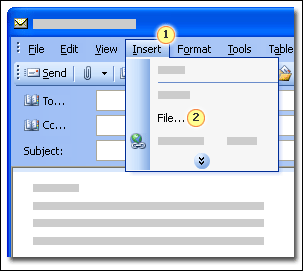 1
File Edit View Insert Format Tools Table
Send
To...
Cc...
File... 2
Subject: